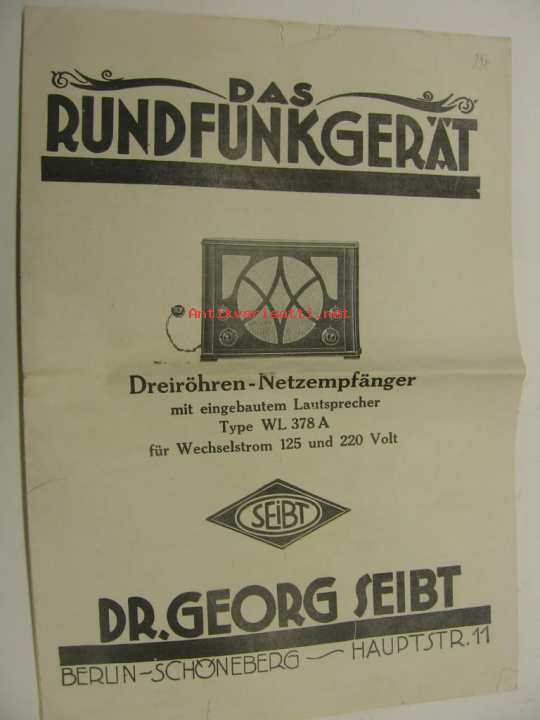 DAS
RUNDFUNKGERÄT
Antikvariaatti.net
Dreiröhren-Netzempfänger
mit eingebautem Lautsprecher
Type WL 378 A
für Wechselstrom 125 und 220 Volt
SEIBT
DR. GEORG SEIBT
BERLIN-SCHÖNEBERG — HAUPTSTR. 11